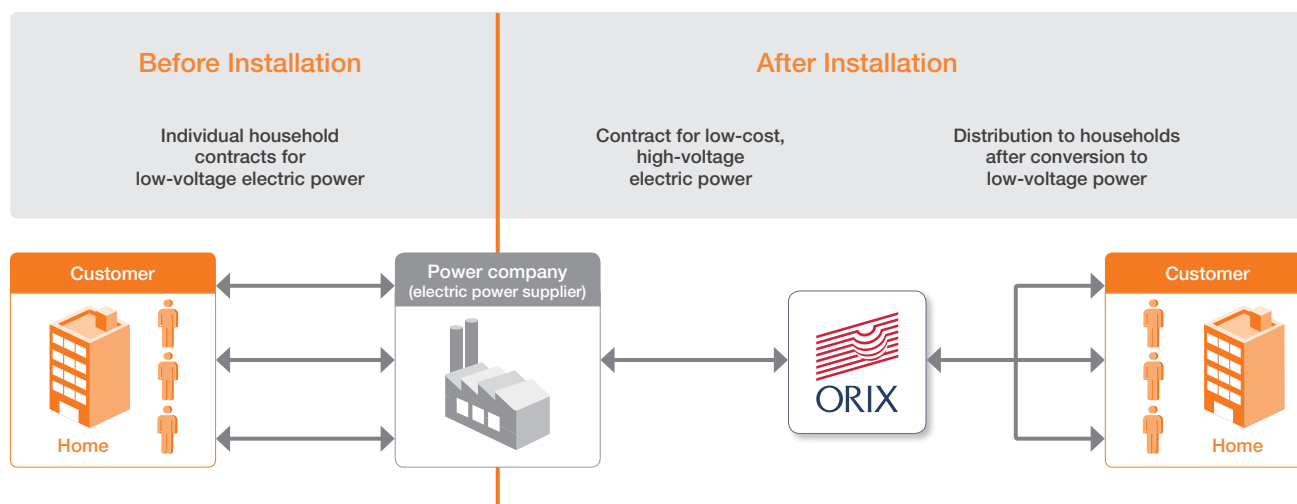 Before Installation
After Installation
Individual household
contracts for
low-voltage electric power
Contract for low-cost,
high-voltage
electric power
Distribution to households
after conversion to
low-voltage power
Customer
Home
Power company
(electric power supplier)
ORIX
Customer
Home